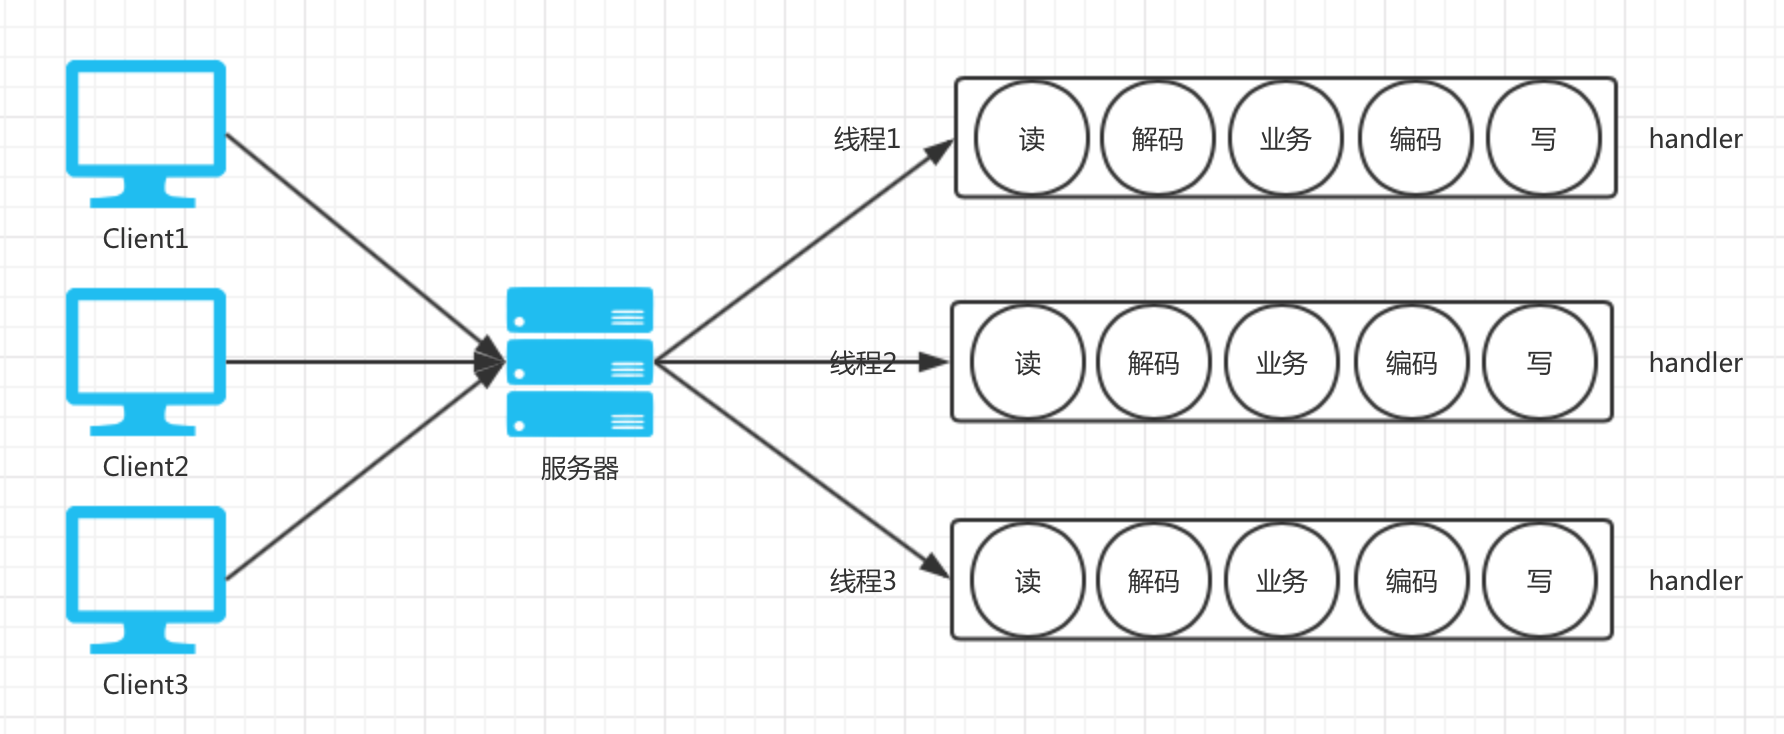 Client1
Client2
Client3
服务器
线程1 读 解码 业务 编码 写 handler
线程2 读 解码 业务 编码 写 handler
线程3 读 解码 业务 编码 写 handler